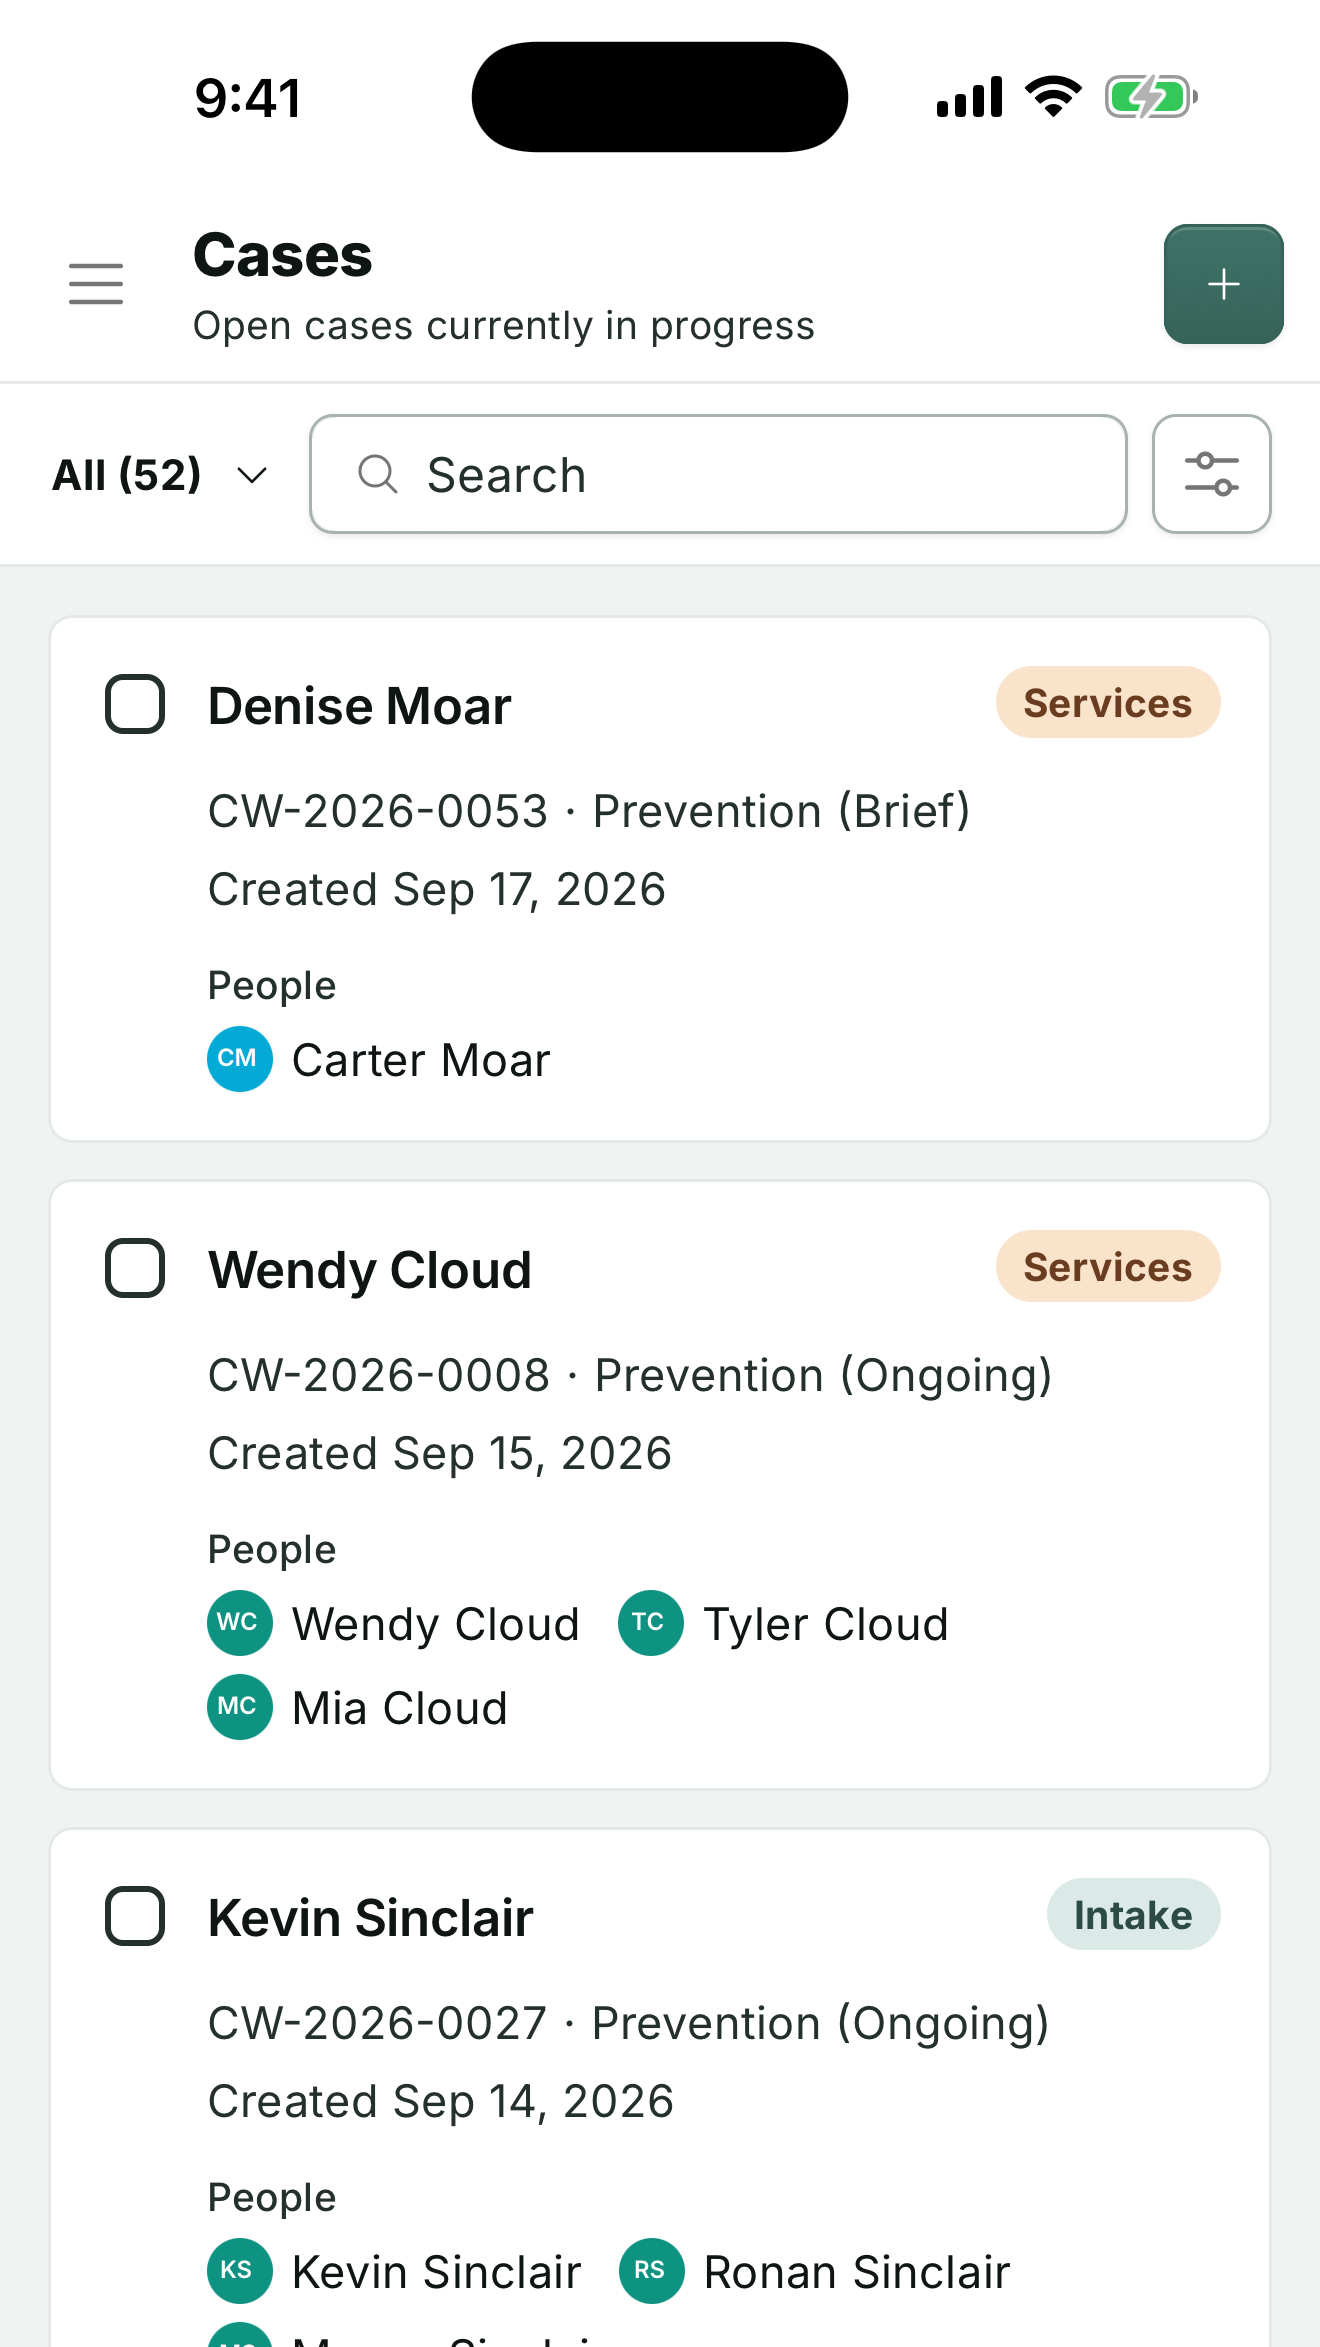 9:41
Cases
Open cases currently in progress
All (52)
Search
Denise Moar
Services
CW-2026-0053 · Prevention (Brief)
Created Sep 17, 2026
People
CM Carter Moar
Wendy Cloud
Services
CW-2026-0008 · Prevention (Ongoing)
Created Sep 15, 2026
People
WC Wendy Cloud TC Tyler Cloud
MC Mia Cloud
Kevin Sinclair
Intake
CW-2026-0027 · Prevention (Ongoing)
Created Sep 14, 2026
People
KS Kevin Sinclair RS Ronan Sinclair
Sinclair